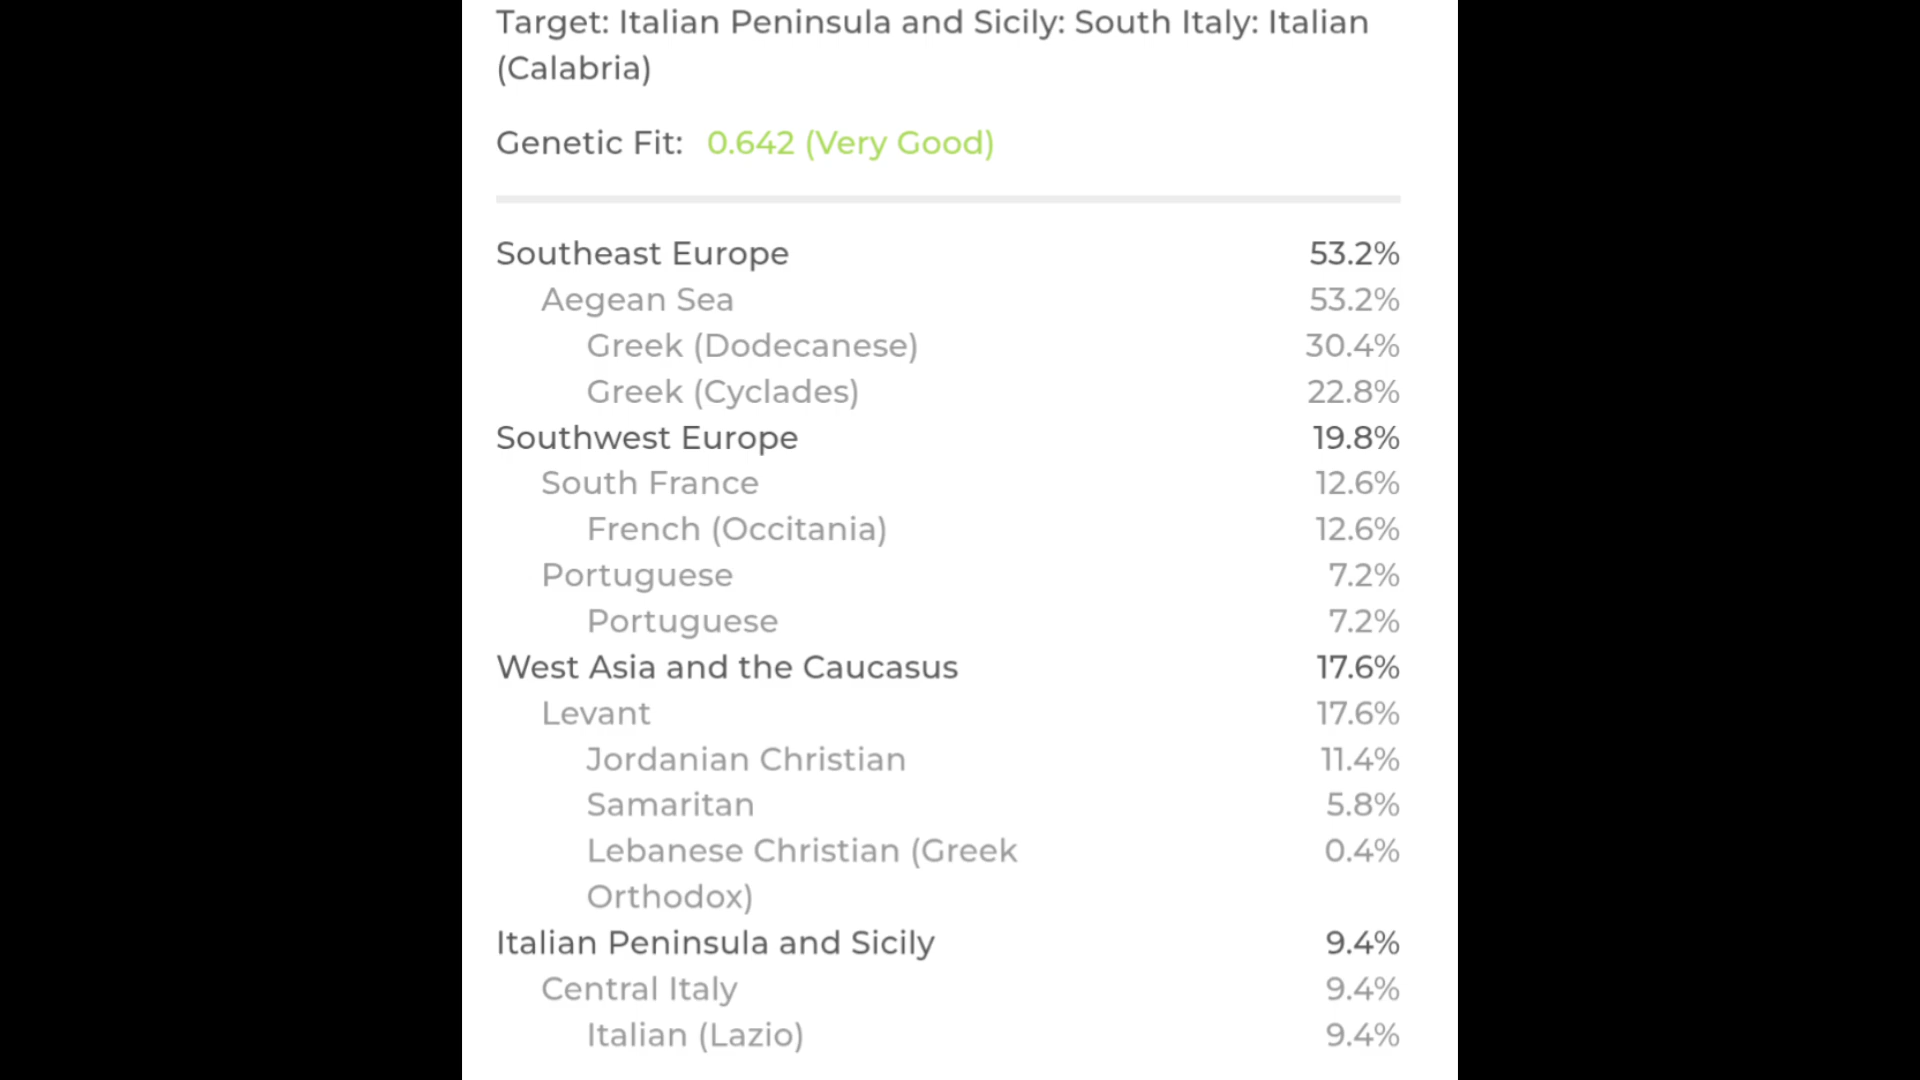 Target: Italian Peninsula and Sicily: South Italy: Italian
(Calabria)
Genetic Fit: 0.642 (Very Good)
Southeast Europe 53.2%
Aegean Sea 53.2%
Greek (Dodecanese) 30.4%
Greek (Cyclades) 22.8%
Southwest Europe 19.8%
South France 12.6%
French (Occitania) 12.6%
Portuguese 7.2%
Portuguese 7.2%
West Asia and the Caucasus 17.6%
Levant 17.6%
Jordanian Christian 11.4%
Samaritan 5.8%
Lebanese Christian (Greek 0.4%
Orthodox)
Italian Peninsula and Sicily 9.4%
Central Italy 9.4%
Italian (Lazio) 9.4%